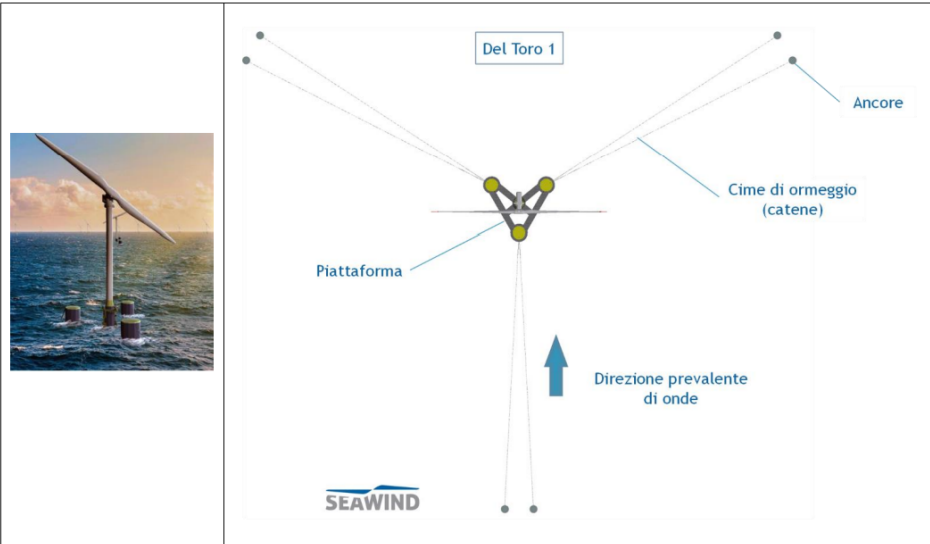 Del Toro 1
Ancore
Cime di ormeggio
(catene)
Piattaforma
Direzione prevalente
di onde
SEAWIND